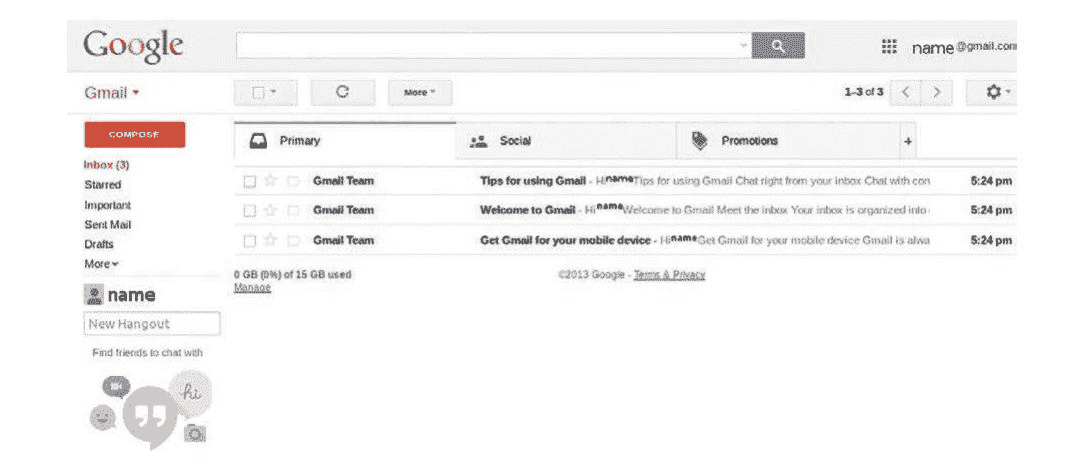 Google
name @gmail.com
Gmail
More
1–3 of 3
COMPOSE
Primary
Social
Promotions
+
Inbox (3)
Starred
Important
Sent Mail
Drafts
More
Gmail Team Tips for using Gmail - Hi name Tips for using Gmail Chat right from your inbox Chat with con 5:24 pm
Gmail Team Welcome to Gmail - Hi name Welcome to Gmail Meet the inbox Your inbox is organized into 5:24 pm
Gmail Team Get Gmail for your mobile device - Hi name Get Gmail for your mobile device Gmail is alwa 5:24 pm
0 GB (0%) of 15 GB used
Manage
©2013 Google - Terms & Privacy
name
New Hangout
Find friends to chat with
hi